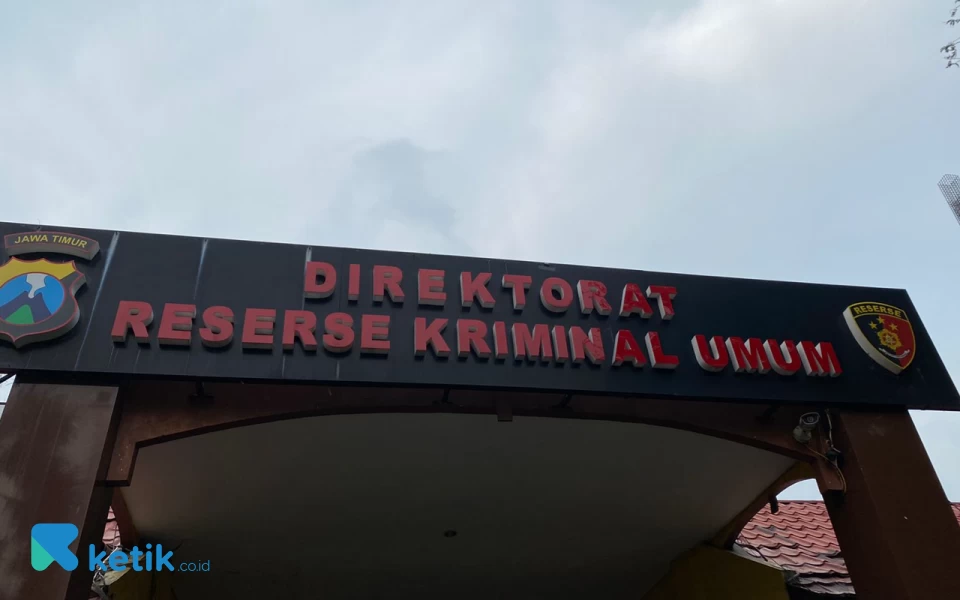 JAWA TIMUR
DIREKTORAT
RESERSE KRIMINAL UMUM
RESERSE
ketik.co.id